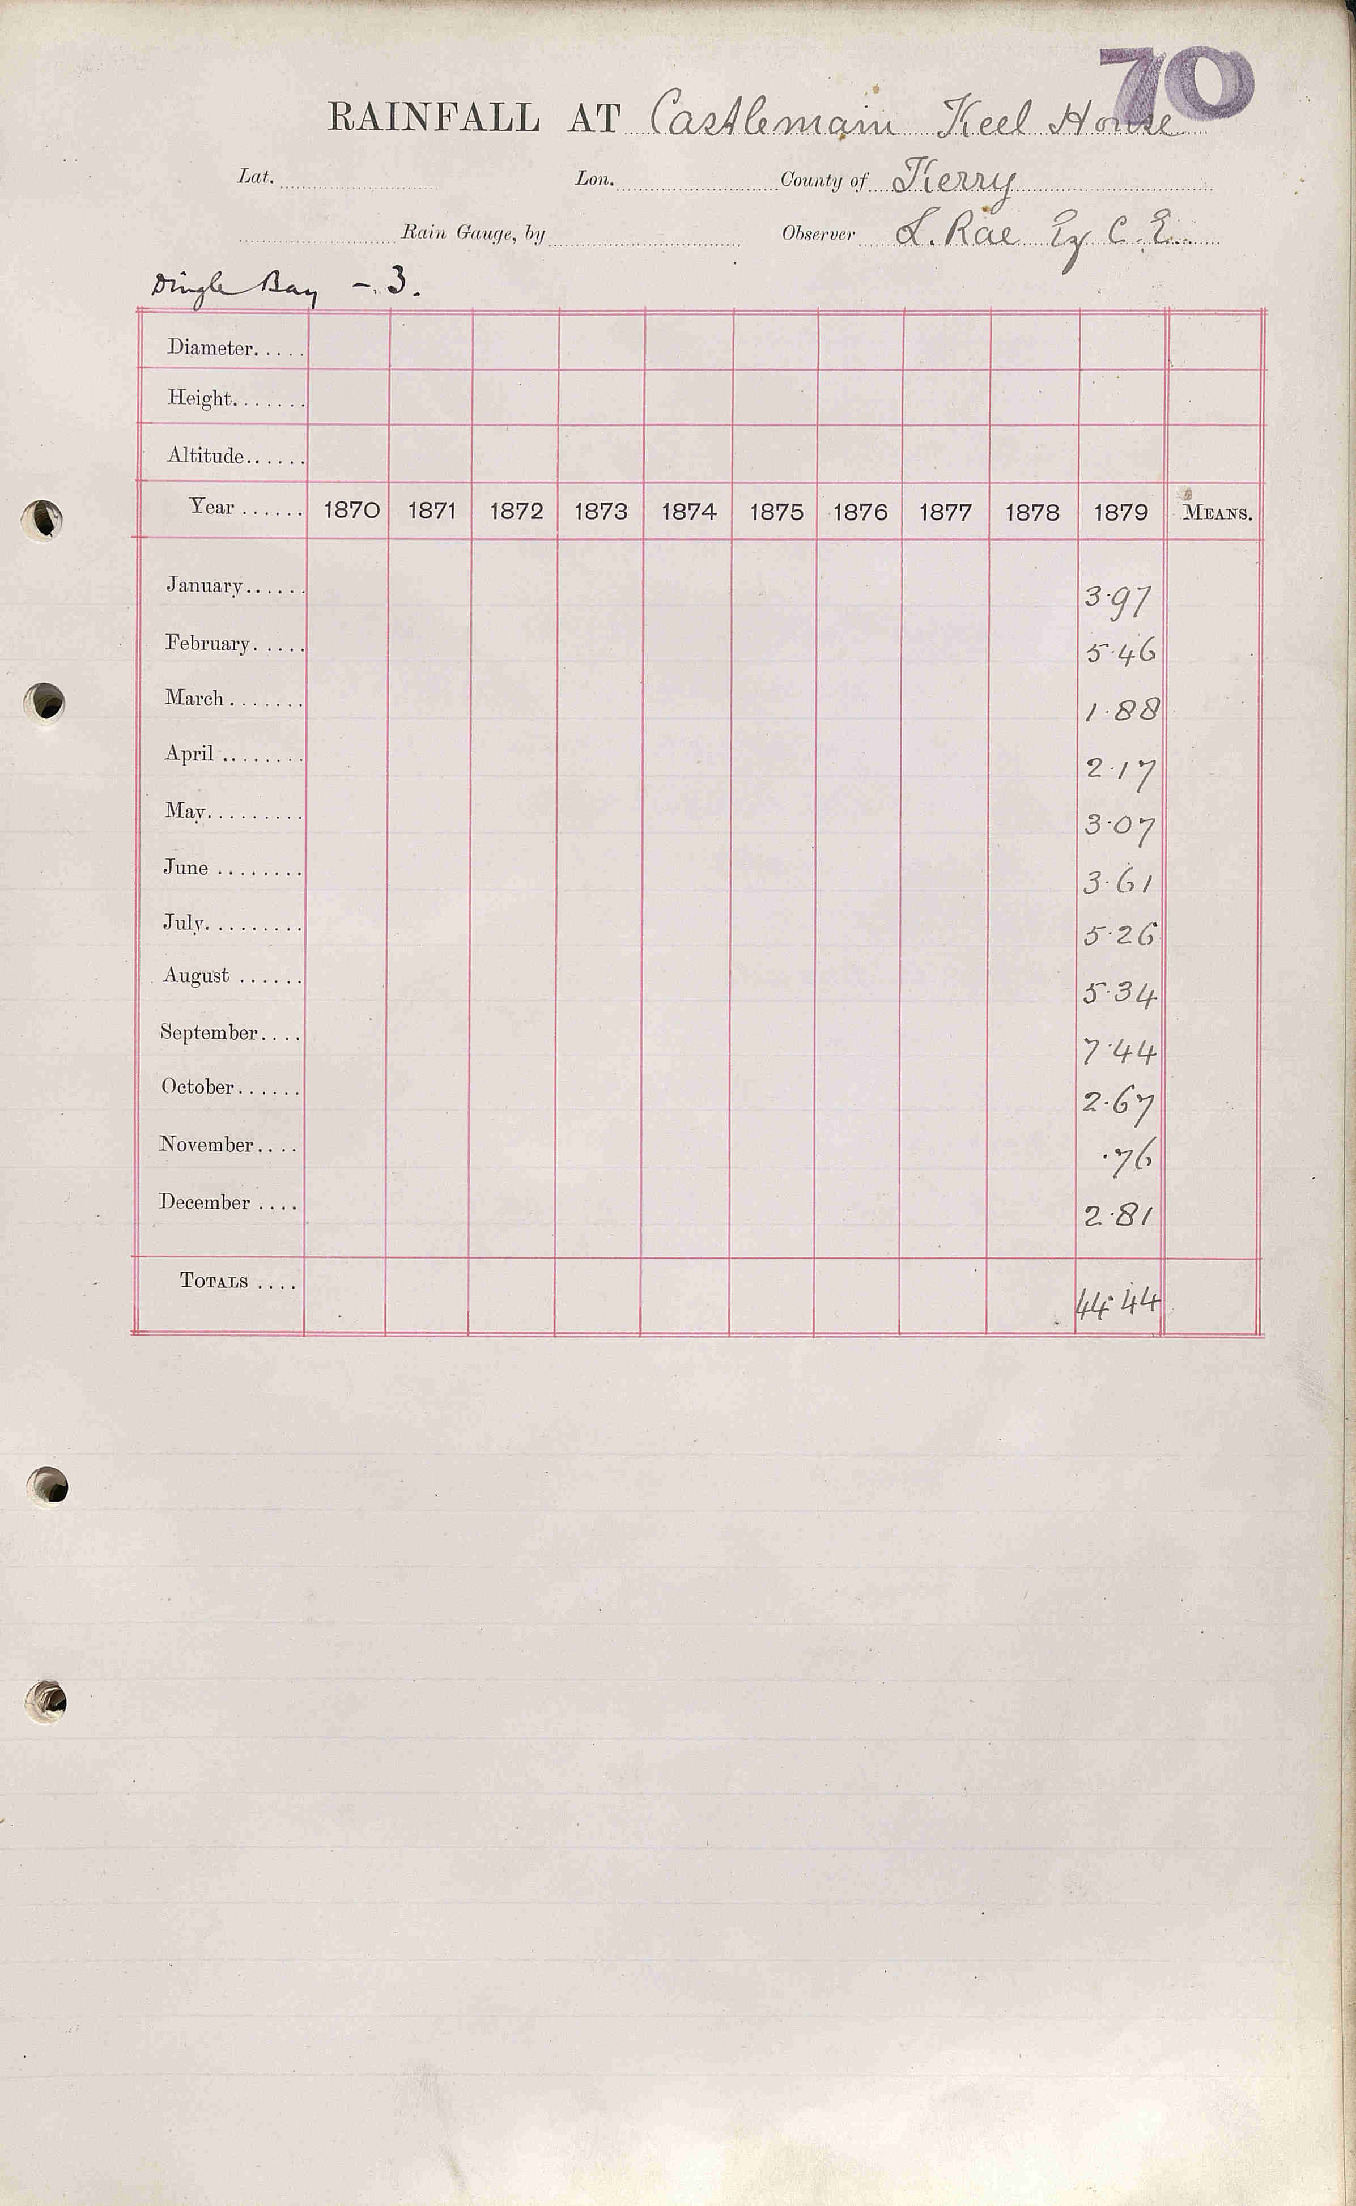 70
RAINFALL AT Castlemain Keel House
Lat. Lon. County of Kerry
Rain Gauge, by Observer L. Rae Esq C. E.
Dingle Bay - 3.
Diameter.....
Height.......
Altitude......
Year ...... 1870 1871 1872 1873 1874 1875 1876 1877 1878 1879 MEANS.
January...... 3.97
February..... 5.46
March....... 1.88
April ........ 2.17
May......... 3.07
June ........ 3.61
July......... 5.26
August ...... 5.34
September.... 7.44
October...... 2.67
November.... .76
December .... 2.81
TOTALS .... 44.44